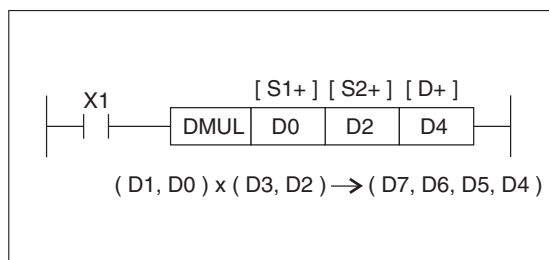 [ S1+ ] [ S2+ ] [ D+ ]
X1
DMUL D0 D2 D4
( D1, D0 ) x ( D3, D2 ) → ( D7, D6, D5, D4 )